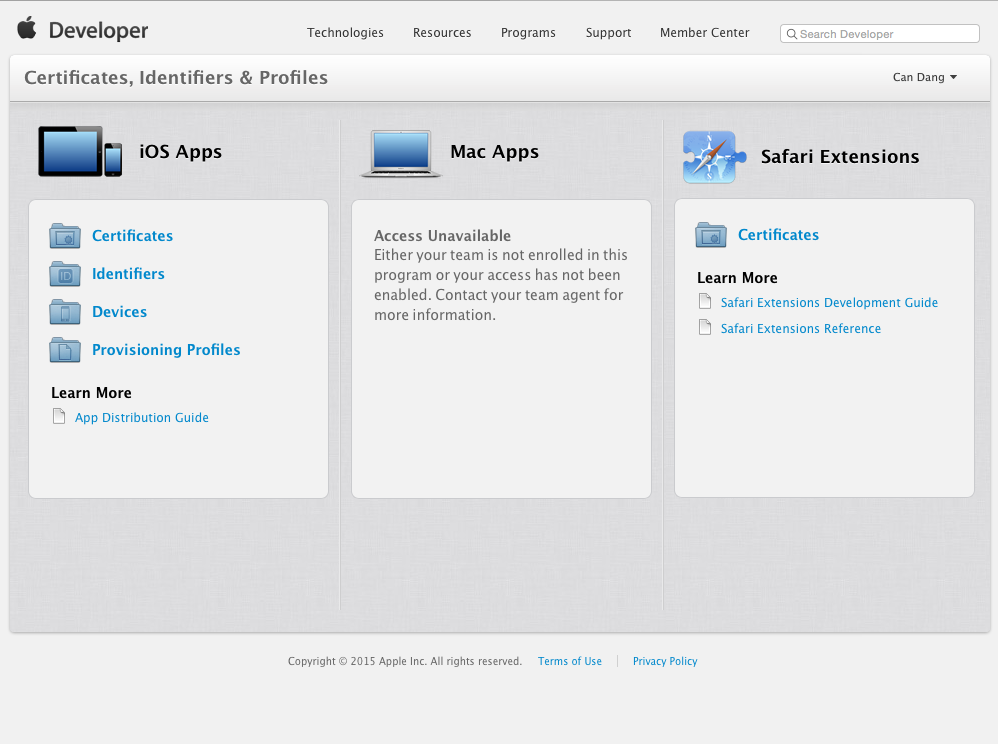 Developer
Technologies Resources Programs Support Member Center Search Developer
Certificates, Identifiers & Profiles
Can Dang
iOS Apps
Certificates
Identifiers
Devices
Provisioning Profiles
Learn More
App Distribution Guide
Mac Apps
Access Unavailable
Either your team is not enrolled in this
program or your access has not been
enabled. Contact your team agent for
more information.
Safari Extensions
Certificates
Learn More
Safari Extensions Development Guide
Safari Extensions Reference
Copyright © 2015 Apple Inc. All rights reserved. Terms of Use Privacy Policy